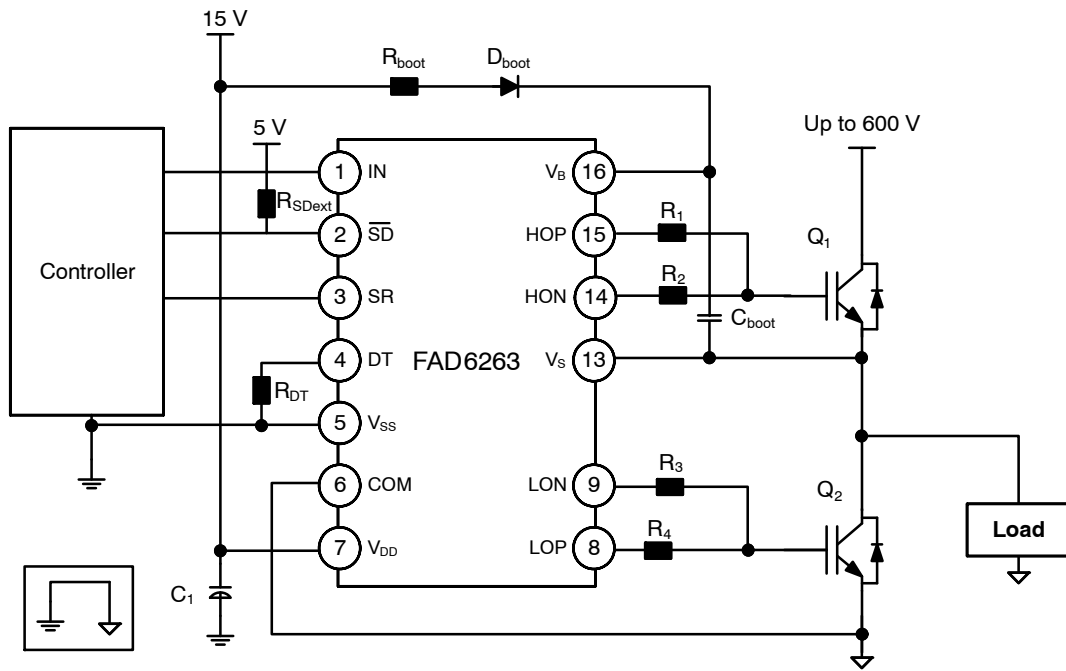 15 V
R_boot
D_boot
5 V
Up to 600 V
1 IN
V_B 16
R_SDext
R_1
2 S̅D̅
HOP 15
Q_1
Controller
R_2
3 SR
HON 14
C_boot
4 DT
FAD6263
V_S 13
R_DT
5 V_SS
R_3
6 COM
LON 9
Q_2
R_4
Load
7 V_DD
LOP 8
C_1